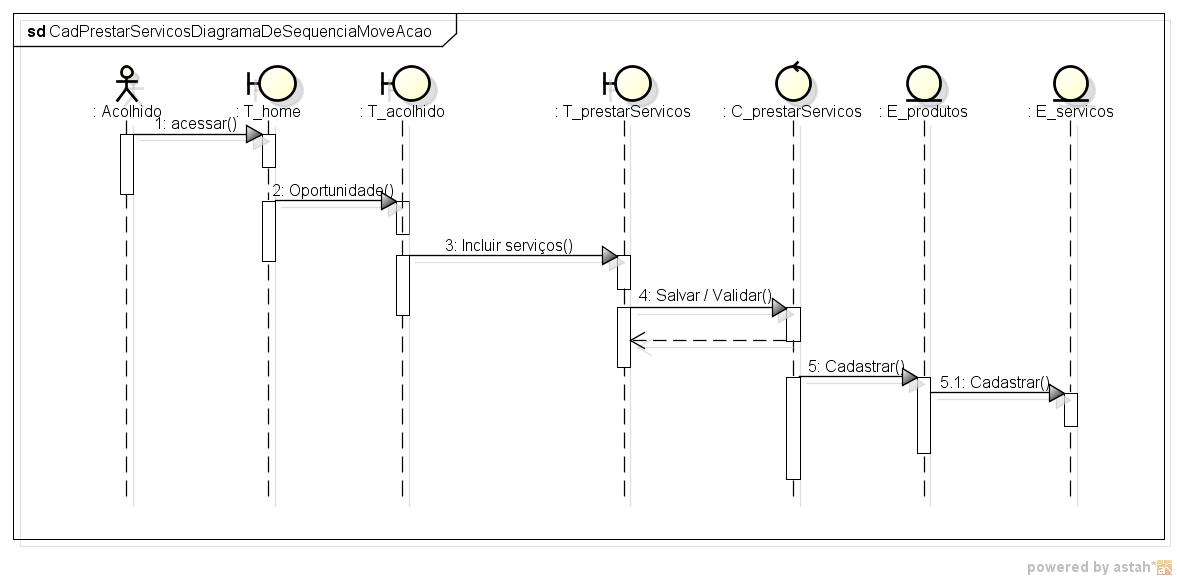 sd CadPrestarServicosDiagramaDeSequenciaMoveAcao
: Acolhido
: T_home
: T_acolhido
: T_prestarServicos
: C_prestarServicos
: E_produtos
: E_servicos
1: acessar()
2: Oportunidade()
3: Incluir serviços()
4: Salvar / Validar()
5: Cadastrar()
5.1: Cadastrar()
powered by astah*